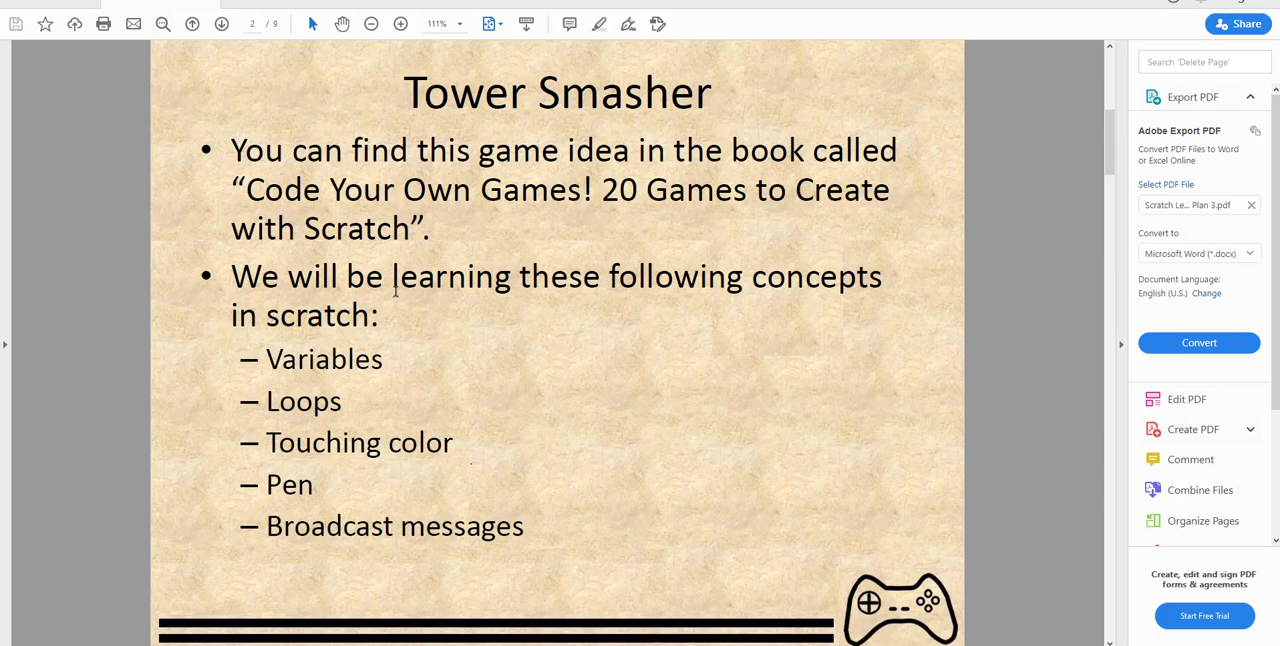 2 / 9
111%
Share
Tower Smasher
• You can find this game idea in the book called
“Code Your Own Games! 20 Games to Create
with Scratch”.
• We will be learning these following concepts
in scratch:
– Variables
– Loops
– Touching color
– Pen
– Broadcast messages
Search 'Delete Page'
Export PDF
Adobe Export PDF
Convert PDF Files to Word
or Excel Online
Select PDF File
Scratch Le... Plan 3.pdf
Convert to
Microsoft Word (*.docx)
Document Language:
English (U.S.) Change
Convert
Edit PDF
Create PDF
Comment
Combine Files
Organize Pages
Create, edit and sign PDF
forms & agreements
Start Free Trial